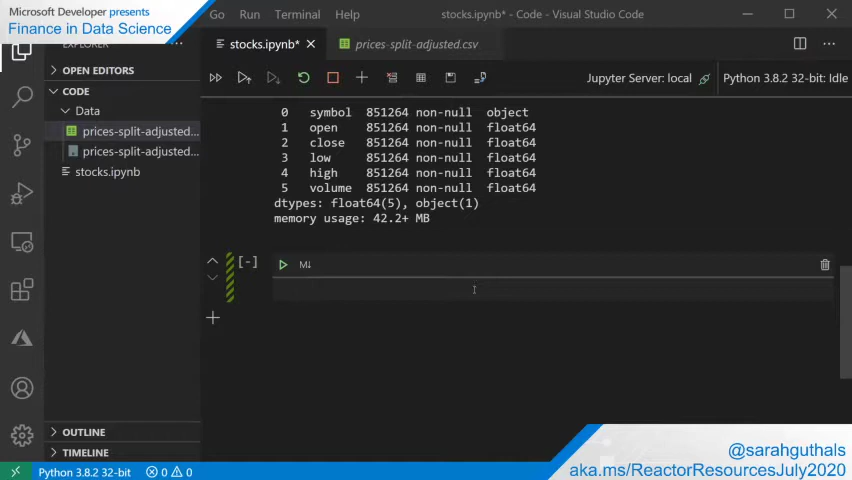 Microsoft Developer presents
Finance in Data Science
Go Run Terminal Help
stocks.ipynb* - Code - Visual Studio Code
EXPLORER
stocks.ipynb*
prices-split-adjusted.csv
OPEN EDITORS
CODE
Data
prices-split-adjusted...
prices-split-adjusted...
stocks.ipynb
OUTLINE
TIMELINE
Jupyter Server: local
Python 3.8.2 32-bit: Idle
0 symbol 851264 non-null object
1 open 851264 non-null float64
2 close 851264 non-null float64
3 low 851264 non-null float64
4 high 851264 non-null float64
5 volume 851264 non-null float64
dtypes: float64(5), object(1)
memory usage: 42.2+ MB
[-]
M↓
@sarahguthals
aka.ms/ReactorResourcesJuly2020
Python 3.8.2 32-bit
0 0